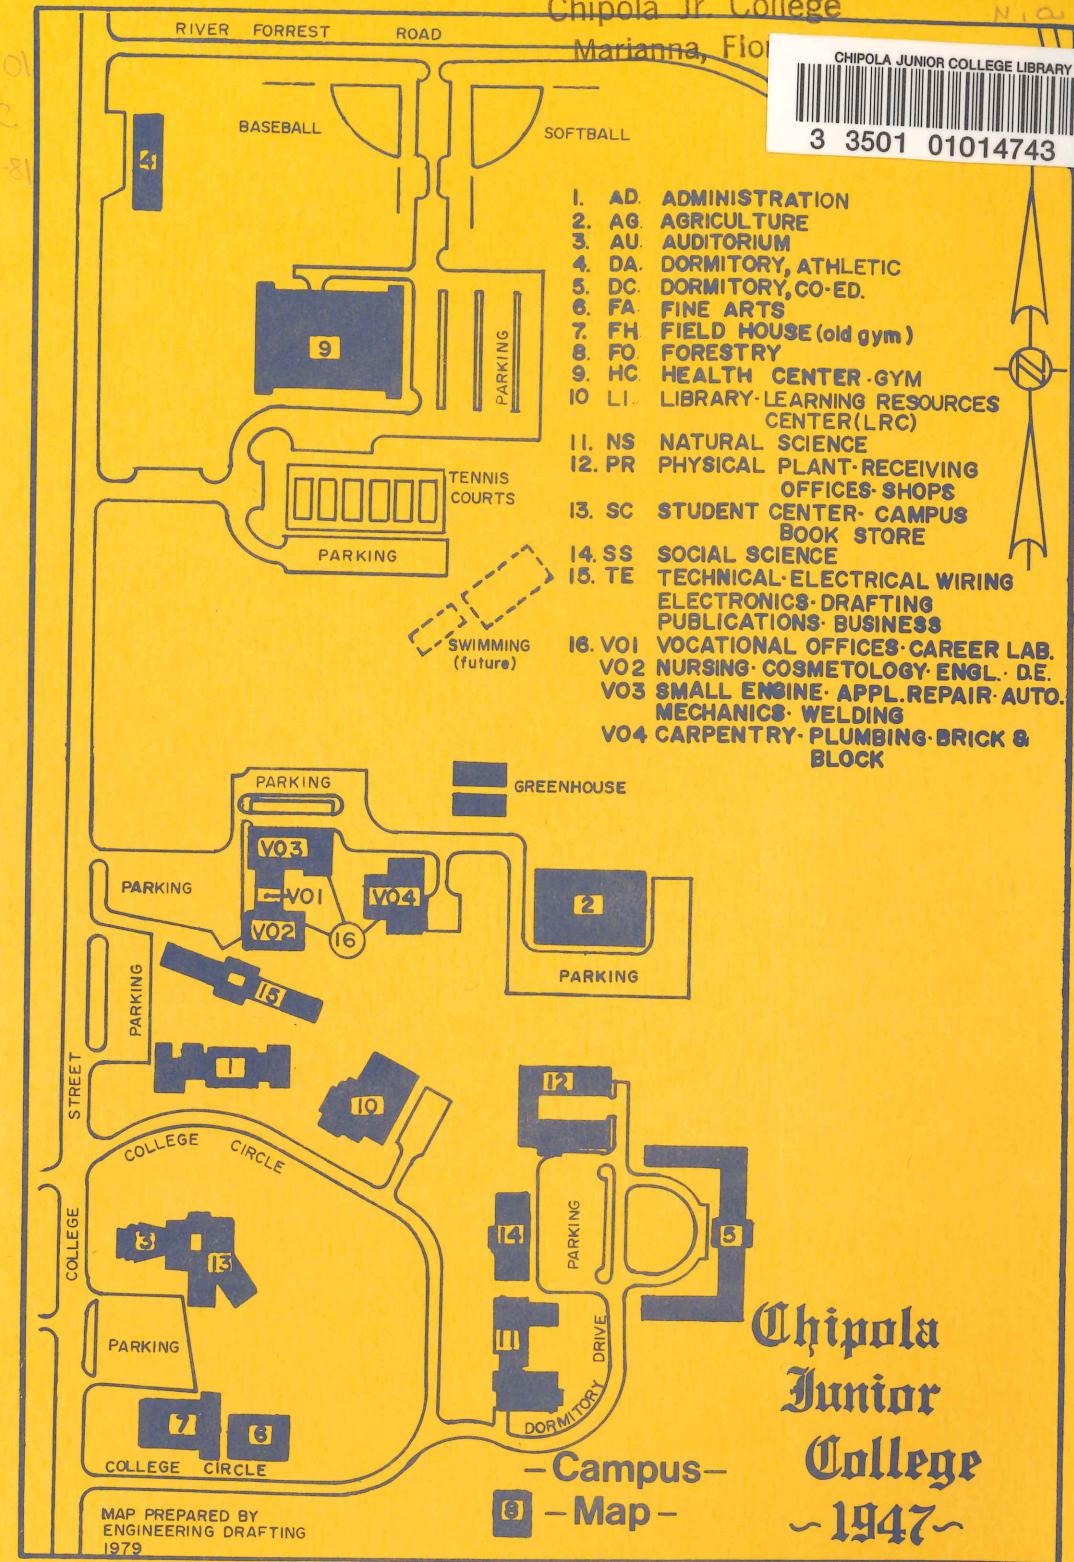 Chipola Jr. College
Marianna, Flo
CHIPOLA JUNIOR COLLEGE LIBRARY
3 3501 01014743
RIVER FORREST ROAD
BASEBALL
SOFTBALL
4
1. AD. ADMINISTRATION
2. AG. AGRICULTURE
3. AU. AUDITORIUM
4. DA. DORMITORY, ATHLETIC
5. DC. DORMITORY, CO-ED.
6. FA. FINE ARTS
7. FH. FIELD HOUSE (old gym)
8. FO. FORESTRY
9. HC. HEALTH CENTER·GYM
10 LI. LIBRARY·LEARNING RESOURCES
CENTER(LRC)
11. NS NATURAL SCIENCE
12. PR PHYSICAL PLANT·RECEIVING
OFFICES·SHOPS
13. SC STUDENT CENTER· CAMPUS
BOOK STORE
14. SS SOCIAL SCIENCE
15. TE TECHNICAL·ELECTRICAL WIRING
ELECTRONICS·DRAFTING
PUBLICATIONS·BUSINESS
16. VO1 VOCATIONAL OFFICES·CAREER LAB.
VO2 NURSING·COSMETOLOGY·ENGL.·D.E.
VO3 SMALL ENGINE·APPL.REPAIR·AUTO.
MECHANICS·WELDING
VO4 CARPENTRY·PLUMBING·BRICK &
BLOCK
N
9
PARKING
TENNIS
COURTS
PARKING
SWIMMING
(future)
PARKING
GREENHOUSE
VO3
PARKING
VO1
VO4
VO2
16
2
PARKING
PARKING
15
STREET
1
10
12
COLLEGE CIRCLE
COLLEGE
3
13
14
PARKING
5
PARKING
11
DORMITORY DRIVE
7
6
COLLEGE CIRCLE
Chipola
Junior
College
~1947~
–Campus–
8
–Map–
MAP PREPARED BY
ENGINEERING DRAFTING
1979